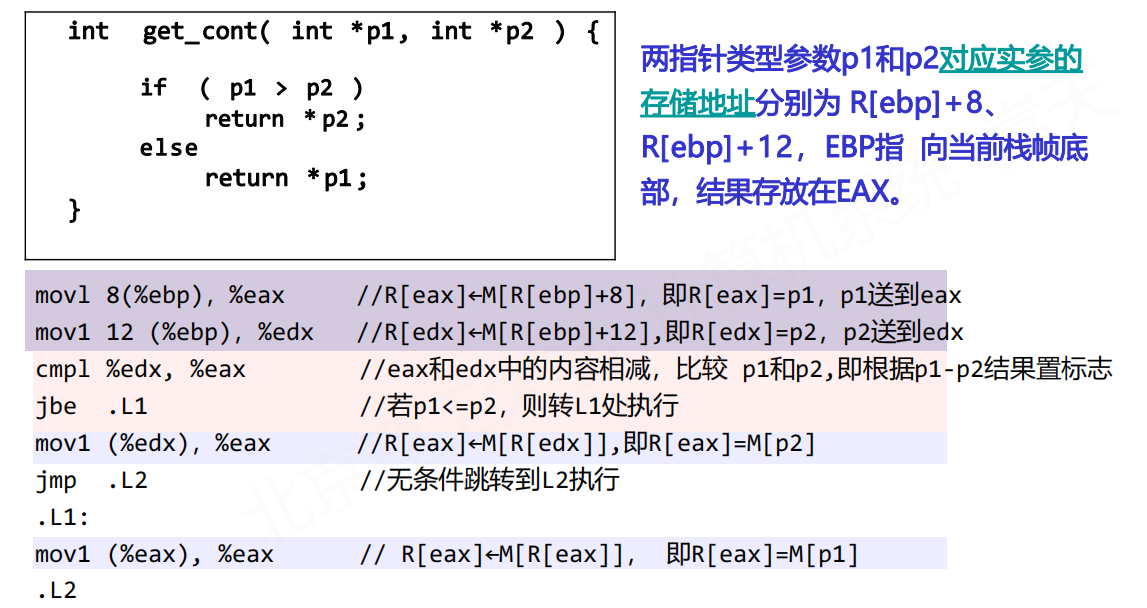 int get_cont( int *p1, int *p2 ) {
if ( p1 > p2 )
return *p2;
else
return *p1;
}
两指针类型参数p1和p2对应实参的
存储地址分别为 R[ebp]+8、
R[ebp]+12，EBP指 向当前栈帧底
部，结果存放在EAX。
movl 8(%ebp), %eax //R[eax]←M[R[ebp]+8]，即R[eax]=p1，p1送到eax
mov1 12 (%ebp), %edx //R[edx]←M[R[ebp]+12],即R[edx]=p2，p2送到edx
cmpl %edx, %eax //eax和edx中的内容相减，比较 p1和p2,即根据p1-p2结果置标志
jbe .L1 //若p1<=p2，则转L1处执行
mov1 (%edx), %eax //R[eax]←M[R[edx]],即R[eax]=M[p2]
jmp .L2 //无条件跳转到L2执行
.L1:
mov1 (%eax), %eax // R[eax]←M[R[eax]]， 即R[eax]=M[p1]
.L2